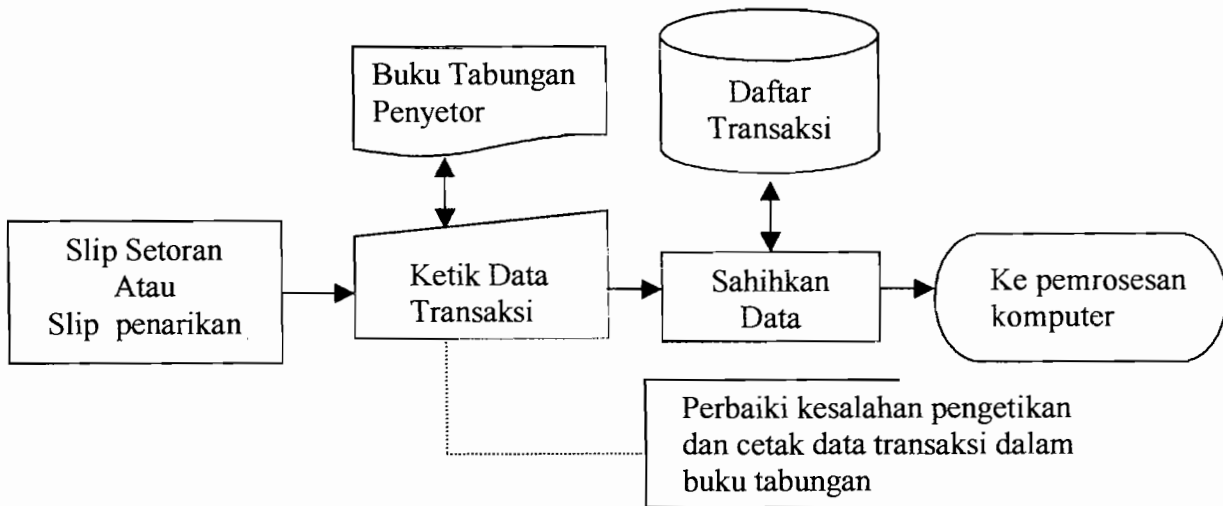 Buku Tabungan
Penyetor
Daftar
Transaksi
Slip Setoran
Atau
Slip penarikan
Ketik Data
Transaksi
Sahihkan
Data
Ke pemrosesan
komputer
Perbaiki kesalahan pengetikan
dan cetak data transaksi dalam
buku tabungan